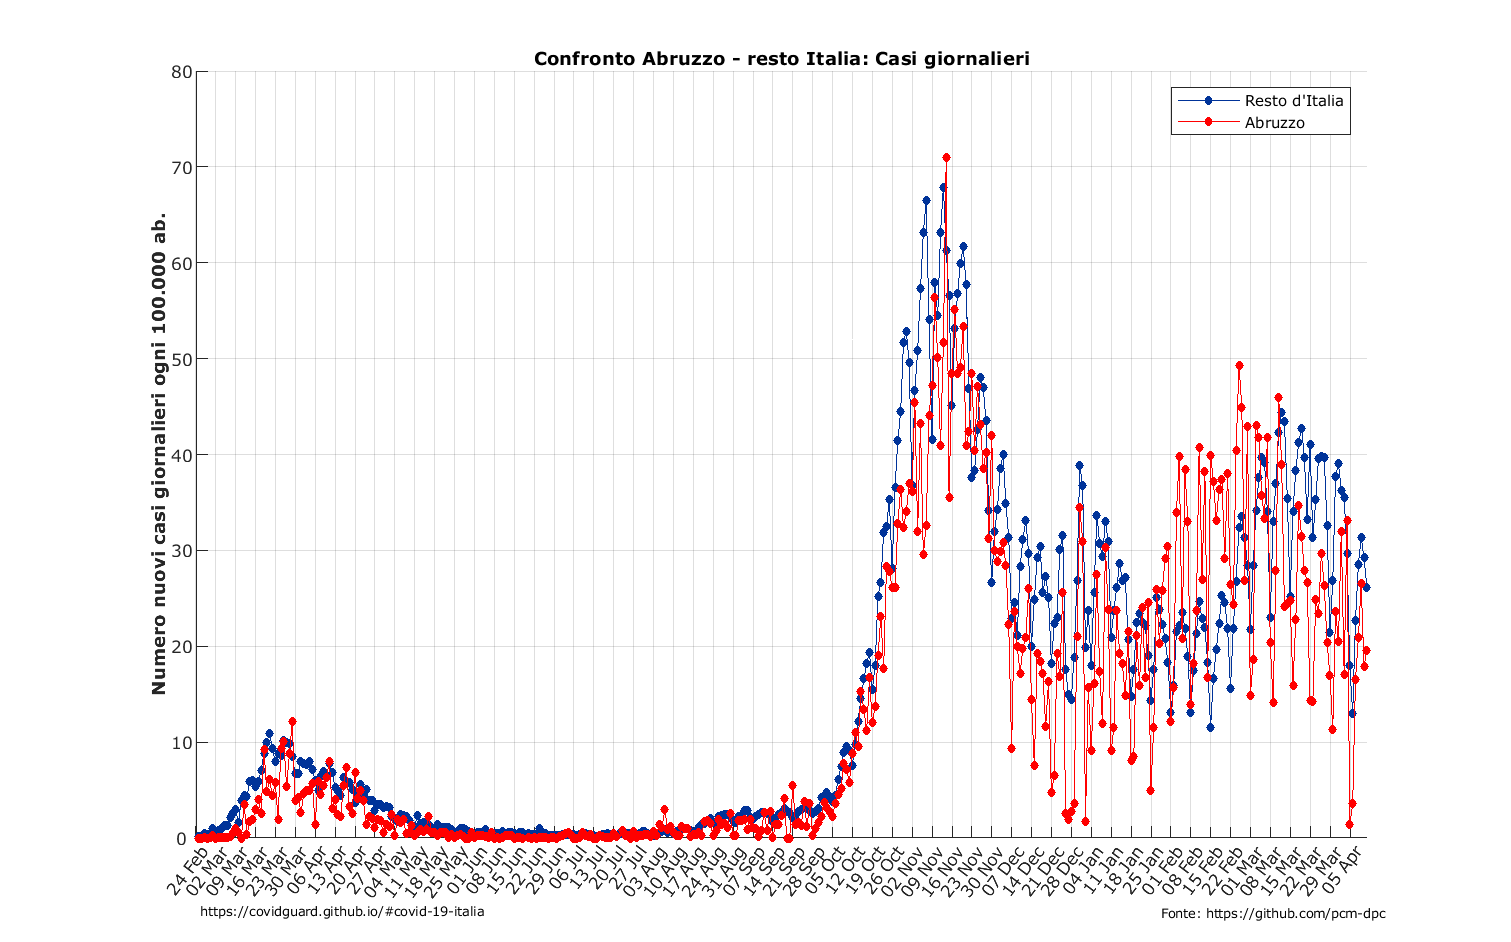 Confronto Abruzzo - resto Italia: Casi giornalieri
Resto d'Italia
Abruzzo
Numero nuovi casi giornalieri ogni 100.000 ab.
80
70
60
50
40
30
20
10
0
24 Feb
02 Mar
09 Mar
16 Mar
23 Mar
30 Mar
06 Apr
13 Apr
20 Apr
27 Apr
04 May
11 May
18 May
25 May
01 Jun
08 Jun
15 Jun
22 Jun
29 Jun
06 Jul
13 Jul
20 Jul
27 Jul
03 Aug
10 Aug
17 Aug
24 Aug
31 Aug
07 Sep
14 Sep
21 Sep
28 Sep
05 Oct
12 Oct
19 Oct
26 Oct
02 Nov
09 Nov
16 Nov
23 Nov
30 Nov
07 Dec
14 Dec
21 Dec
28 Dec
04 Jan
11 Jan
18 Jan
25 Jan
01 Feb
08 Feb
15 Feb
22 Feb
01 Mar
08 Mar
15 Mar
22 Mar
29 Mar
05 Apr
https://covidguard.github.io/#covid-19-italia
Fonte: https://github.com/pcm-dpc